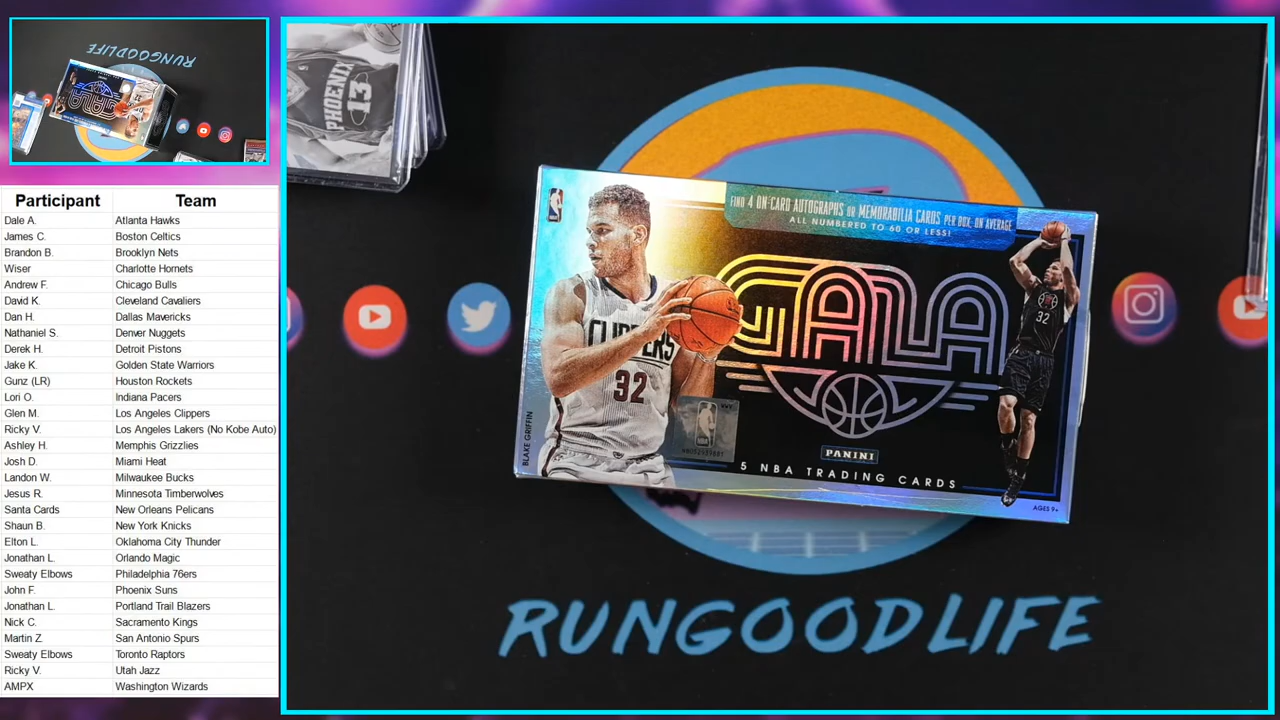 RUNGOODLIFE
GALA
Participant Team
Dale A. Atlanta Hawks
James C. Boston Celtics
Brandon B. Brooklyn Nets
Wiser Charlotte Hornets
Andrew F. Chicago Bulls
David K. Cleveland Cavaliers
Dan H. Dallas Mavericks
Nathaniel S. Denver Nuggets
Derek H. Detroit Pistons
Jake K. Golden State Warriors
Gunz (LR) Houston Rockets
Lori O. Indiana Pacers
Glen M. Los Angeles Clippers
Ricky V. Los Angeles Lakers (No Kobe Auto)
Ashley H. Memphis Grizzlies
Josh D. Miami Heat
Landon W. Milwaukee Bucks
Jesus R. Minnesota Timberwolves
Santa Cards New Orleans Pelicans
Shaun B. New York Knicks
Elton L. Oklahoma City Thunder
Jonathan L. Orlando Magic
Sweaty Elbows Philadelphia 76ers
John F. Phoenix Suns
Jonathan L. Portland Trail Blazers
Nick C. Sacramento Kings
Martin Z. San Antonio Spurs
Sweaty Elbows Toronto Raptors
Ricky V. Utah Jazz
AMPX Washington Wizards
PHOENIX
13
FIND 4 ON-CARD AUTOGRAPHS OR MEMORABILIA CARDS PER BOX, ON AVERAGE
ALL NUMBERED TO 60 OR LESS!
NBA
GALA
CLIPPERS
32
32
BLAKE GRIFFIN
NBA
PANINI
5 NBA TRADING CARDS
AGES 9+
RUNGOODLIFE